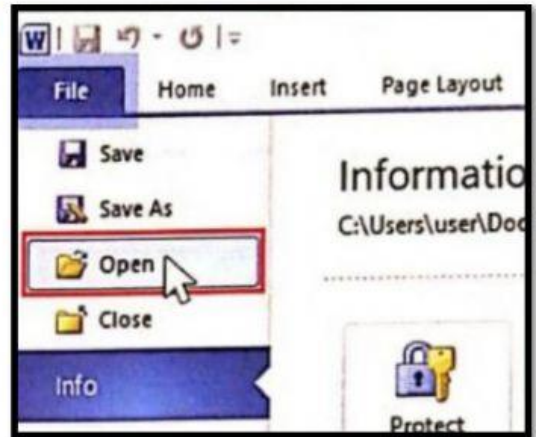 W
File Home Insert Page Layout
Save
Save As
Open
Close
Info
Informatio
C:\Users\user\Doc
Protect